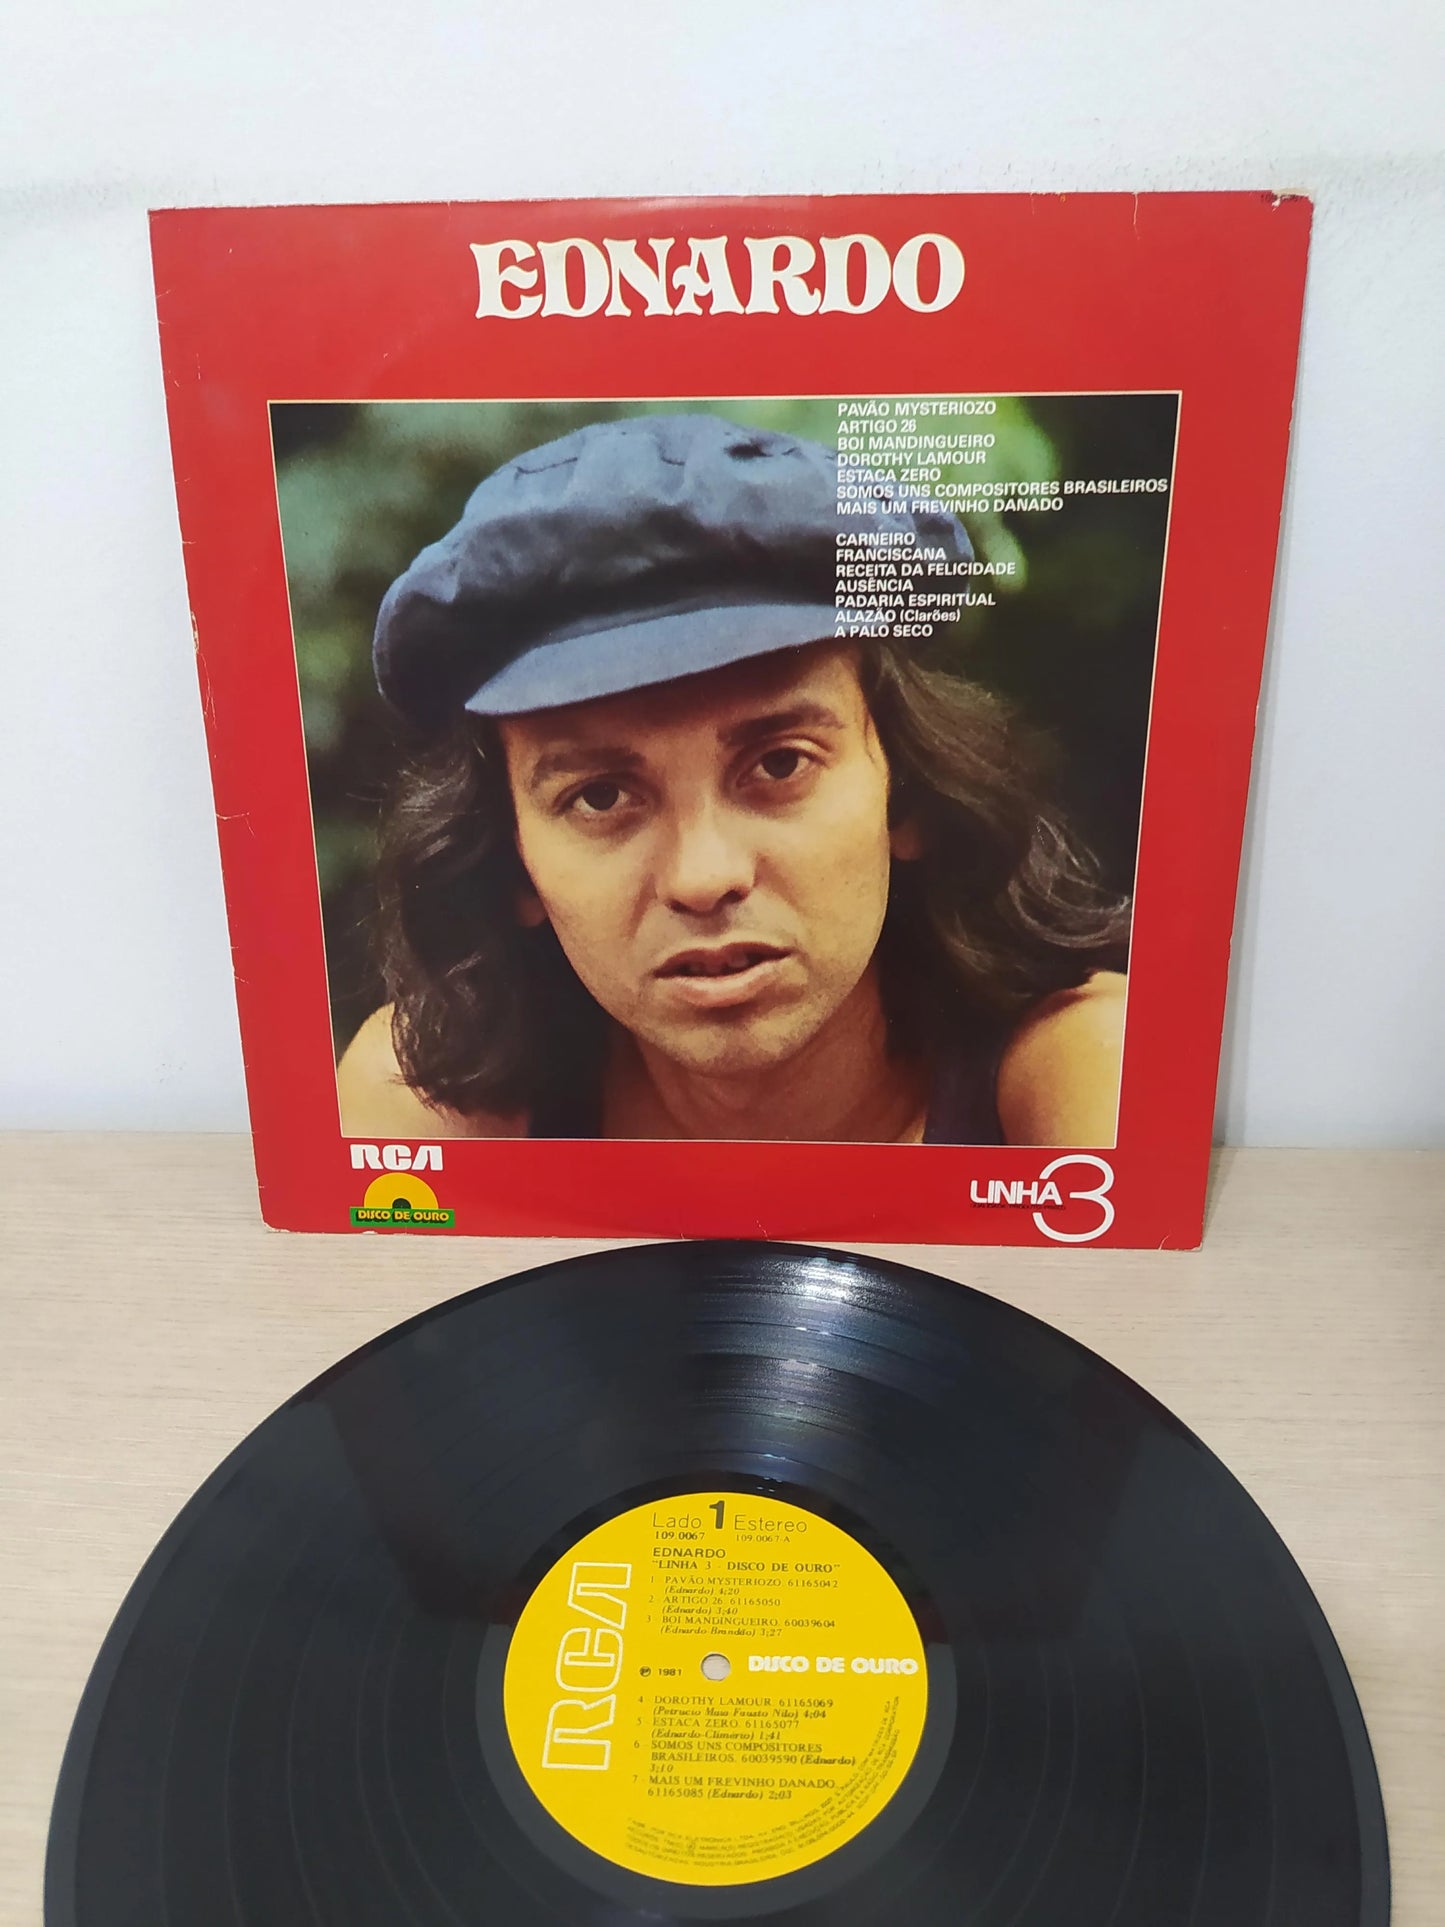 EDNARDO
PAVÃO MYSTERIOZO
ARTIGO 26
BOI MANDINGUEIRO
DOROTHY LAMOUR
ESTACA ZERO
SOMOS UNS COMPOSITORES BRASILEIROS
MAIS UM FREVINHO DANADO
CARNEIRO
FRANCISCANA
RECEITA DA FELICIDADE
AUSÊNCIA
PADARIA ESPIRITUAL
ALAZÃO (Clarões)
A PALO SECO
RCA
DISCO DE OURO
LINHA 3
Lado 1 Estereo
109.0067 109.0067-A
EDNARDO
"LINHA 3 - DISCO DE OURO"
1 - PAVÃO MYSTERIOZO. 61165042
(Ednardo) 4:20
2 - ARTIGO 26. 61165050
(Ednardo) 3:40
3 - BOI MANDINGUEIRO. 60039604
(Ednardo-Brandão) 3:27
RCA
℗ 1981 DISCO DE OURO
4 - DOROTHY LAMOUR. 61165069
(Petrucio Maia Fausto Nilo) 4:04
5 - ESTACA ZERO. 61165077
(Ednardo-Climério) 1:41
6 - SOMOS UNS COMPOSITORES
BRASILEIROS. 60039590 (Ednardo)
3:10
7 - MAIS UM FREVINHO DANADO.
61165085 (Ednardo) 2:03